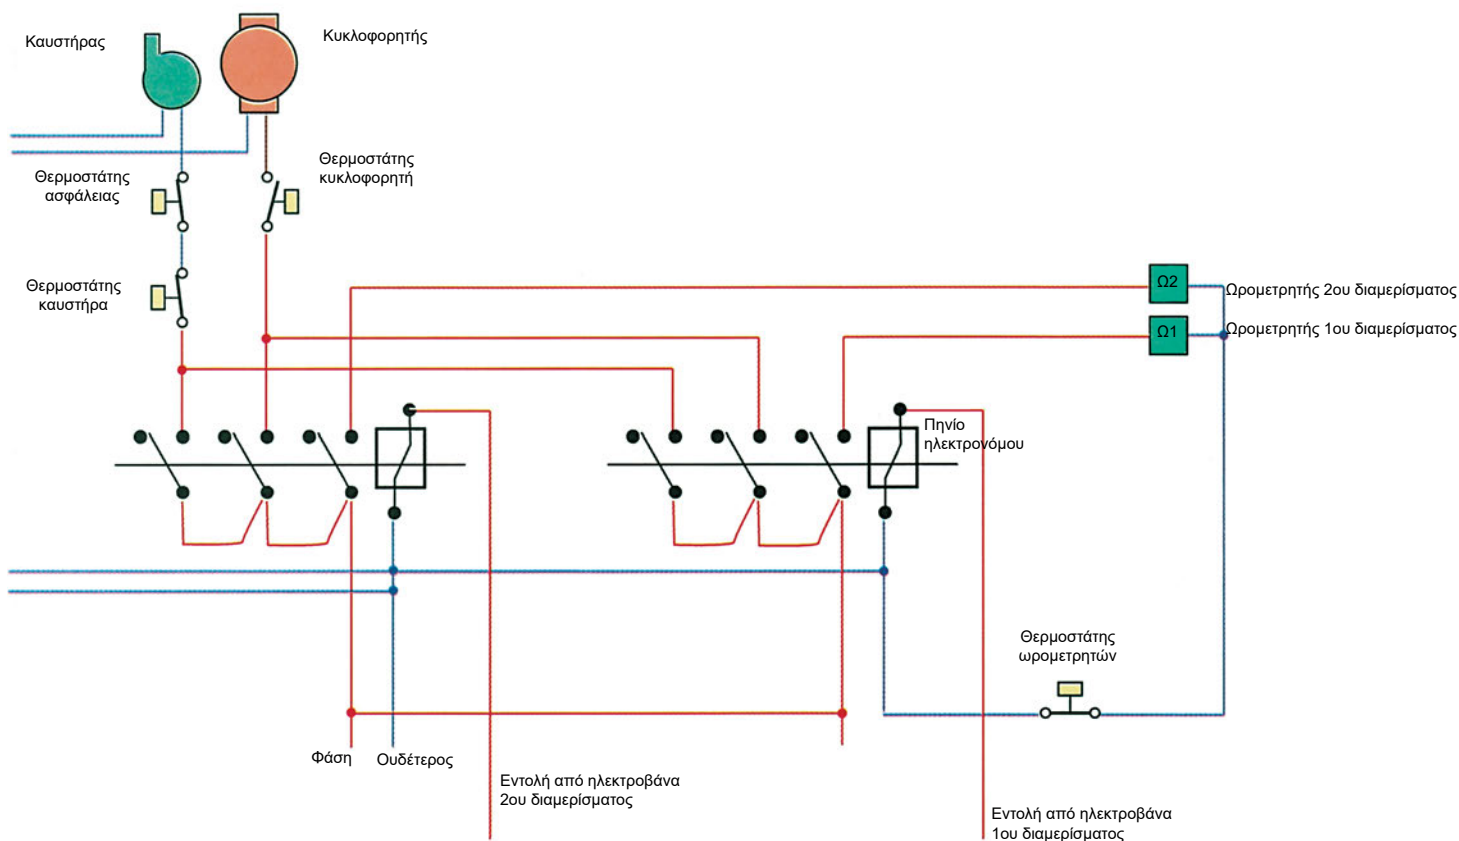 Καυστήρας
Κυκλοφορητής
Θερμοστάτης
κυκλοφορητή
Θερμοστάτης
ασφάλειας
Θερμοστάτης
καυστήρα
Ω2
Ωρομετρητής 2ου διαμερίσματος
Ω1
Ωρομετρητής 1ου διαμερίσματος
Πηνίο
ηλεκτρονόμου
Θερμοστάτης
ωρομετρητών
Φάση
Ουδέτερος
Εντολή από ηλεκτροβάνα
2ου διαμερίσματος
Εντολή από ηλεκτροβάνα
1ου διαμερίσματος